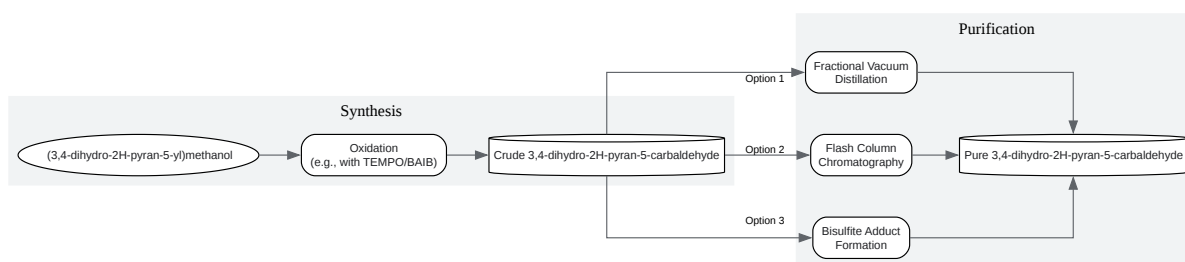 Purification
Fractional Vacuum
Distillation
Option 1
Synthesis
(3,4-dihydro-2H-pyran-5-yl)methanol
Oxidation
(e.g., with TEMPO/BAIB)
Crude 3,4-dihydro-2H-pyran-5-carbaldehyde
Option 2
Flash Column
Chromatography
Pure 3,4-dihydro-2H-pyran-5-carbaldehyde
Option 3
Bisulfite Adduct
Formation